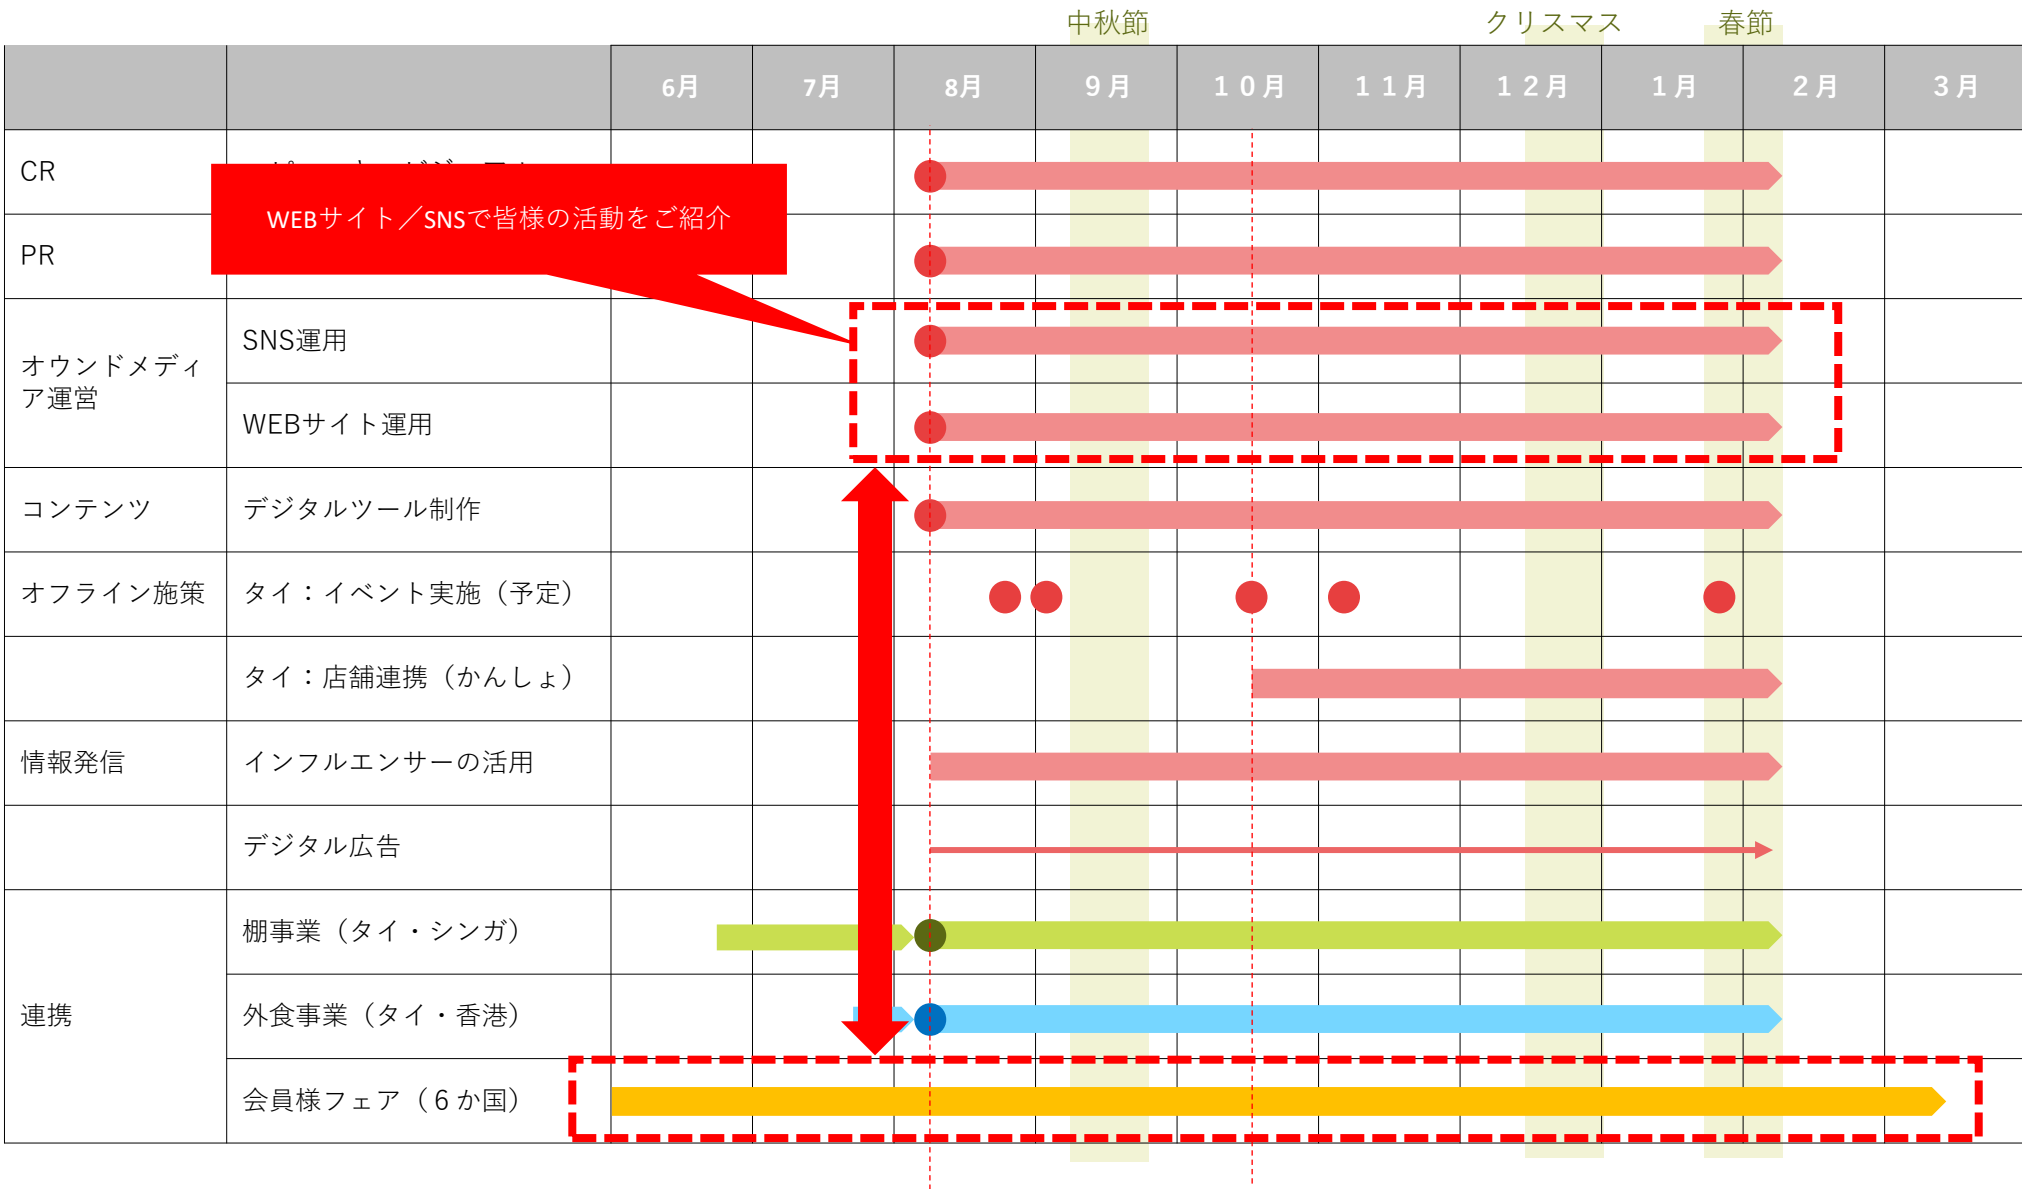 中秋節
クリスマス
春節
6月
7月
8月
９月
１０月
１１月
１２月
１月
２月
３月
CR
WEBサイト／SNSで皆様の活動をご紹介
PR
オウンドメディ
ア運営
SNS運用
WEBサイト運用
コンテンツ
デジタルツール制作
オフライン施策
タイ：イベント実施（予定）
タイ：店舗連携（かんしょ）
情報発信
インフルエンサーの活用
デジタル広告
連携
棚事業（タイ・シンガ）
外食事業（タイ・香港）
会員様フェア（６か国）